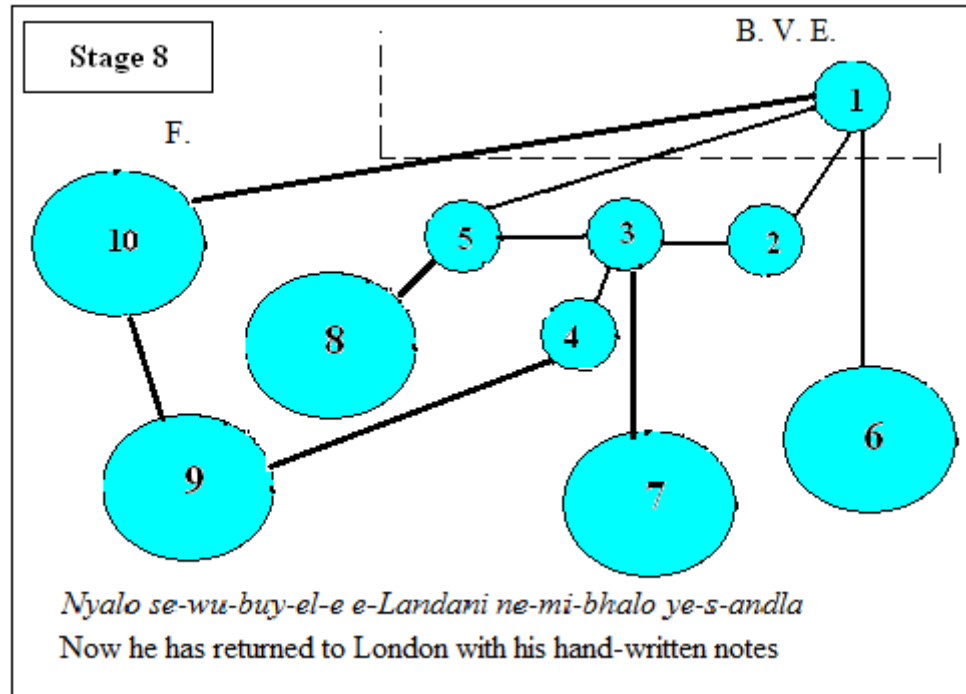 B. V. E.
Stage 8
1
F.
10
5
3
2
8
4
6
9
7
Nyalo se-wu-buy-el-e e-Landani ne-mi-bhalo ye-s-andla
Now he has returned to London with his hand-written notes